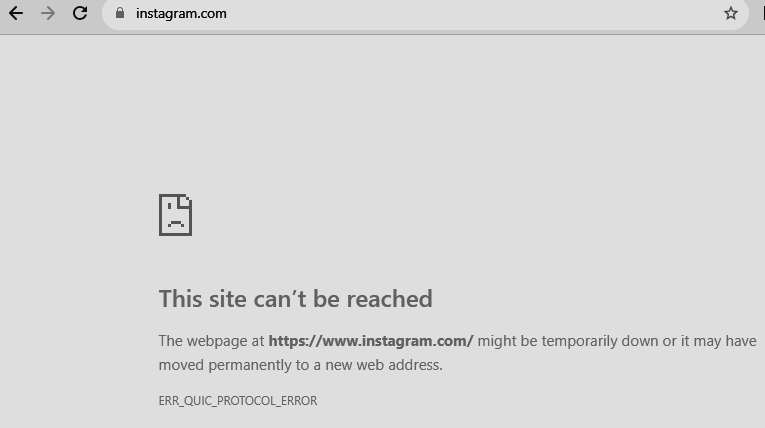 instagram.com
This site can’t be reached
The webpage at https://www.instagram.com/ might be temporarily down or it may have
moved permanently to a new web address.
ERR_QUIC_PROTOCOL_ERROR